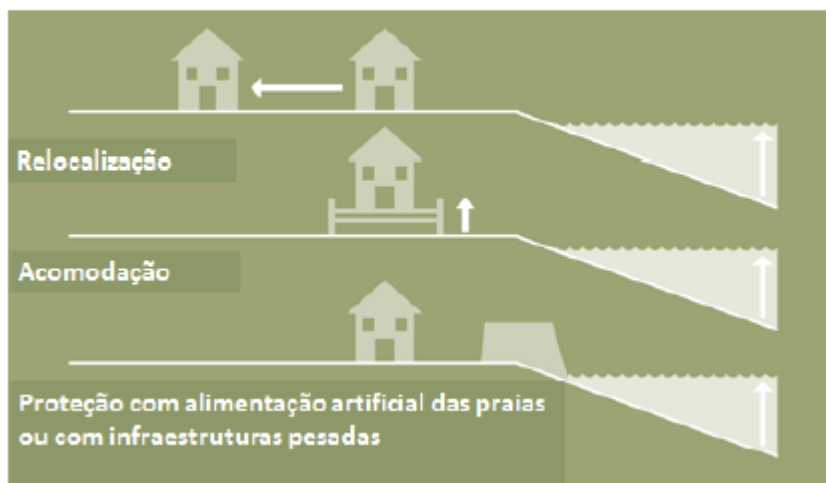 Relocalização
Acomodação
Proteção com alimentação artificial das praias
ou com infraestruturas pesadas